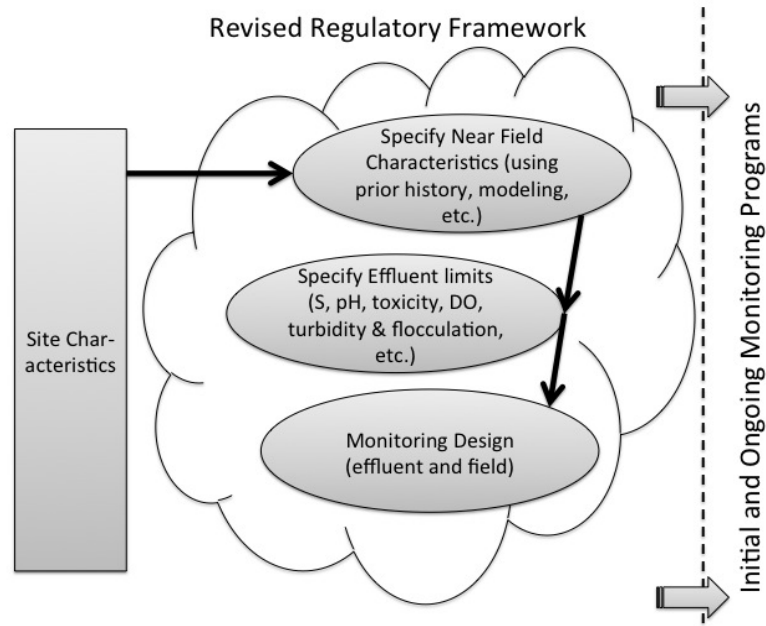 Revised Regulatory Framework
Specify Near Field
Characteristics (using
prior history, modeling,
etc.)
Specify Effluent limits
(S, pH, toxicity, DO,
turbidity & flocculation,
etc.)
Site Char-
acteristics
Monitoring Design
(effluent and field)
Initial and Ongoing Monitoring Programs